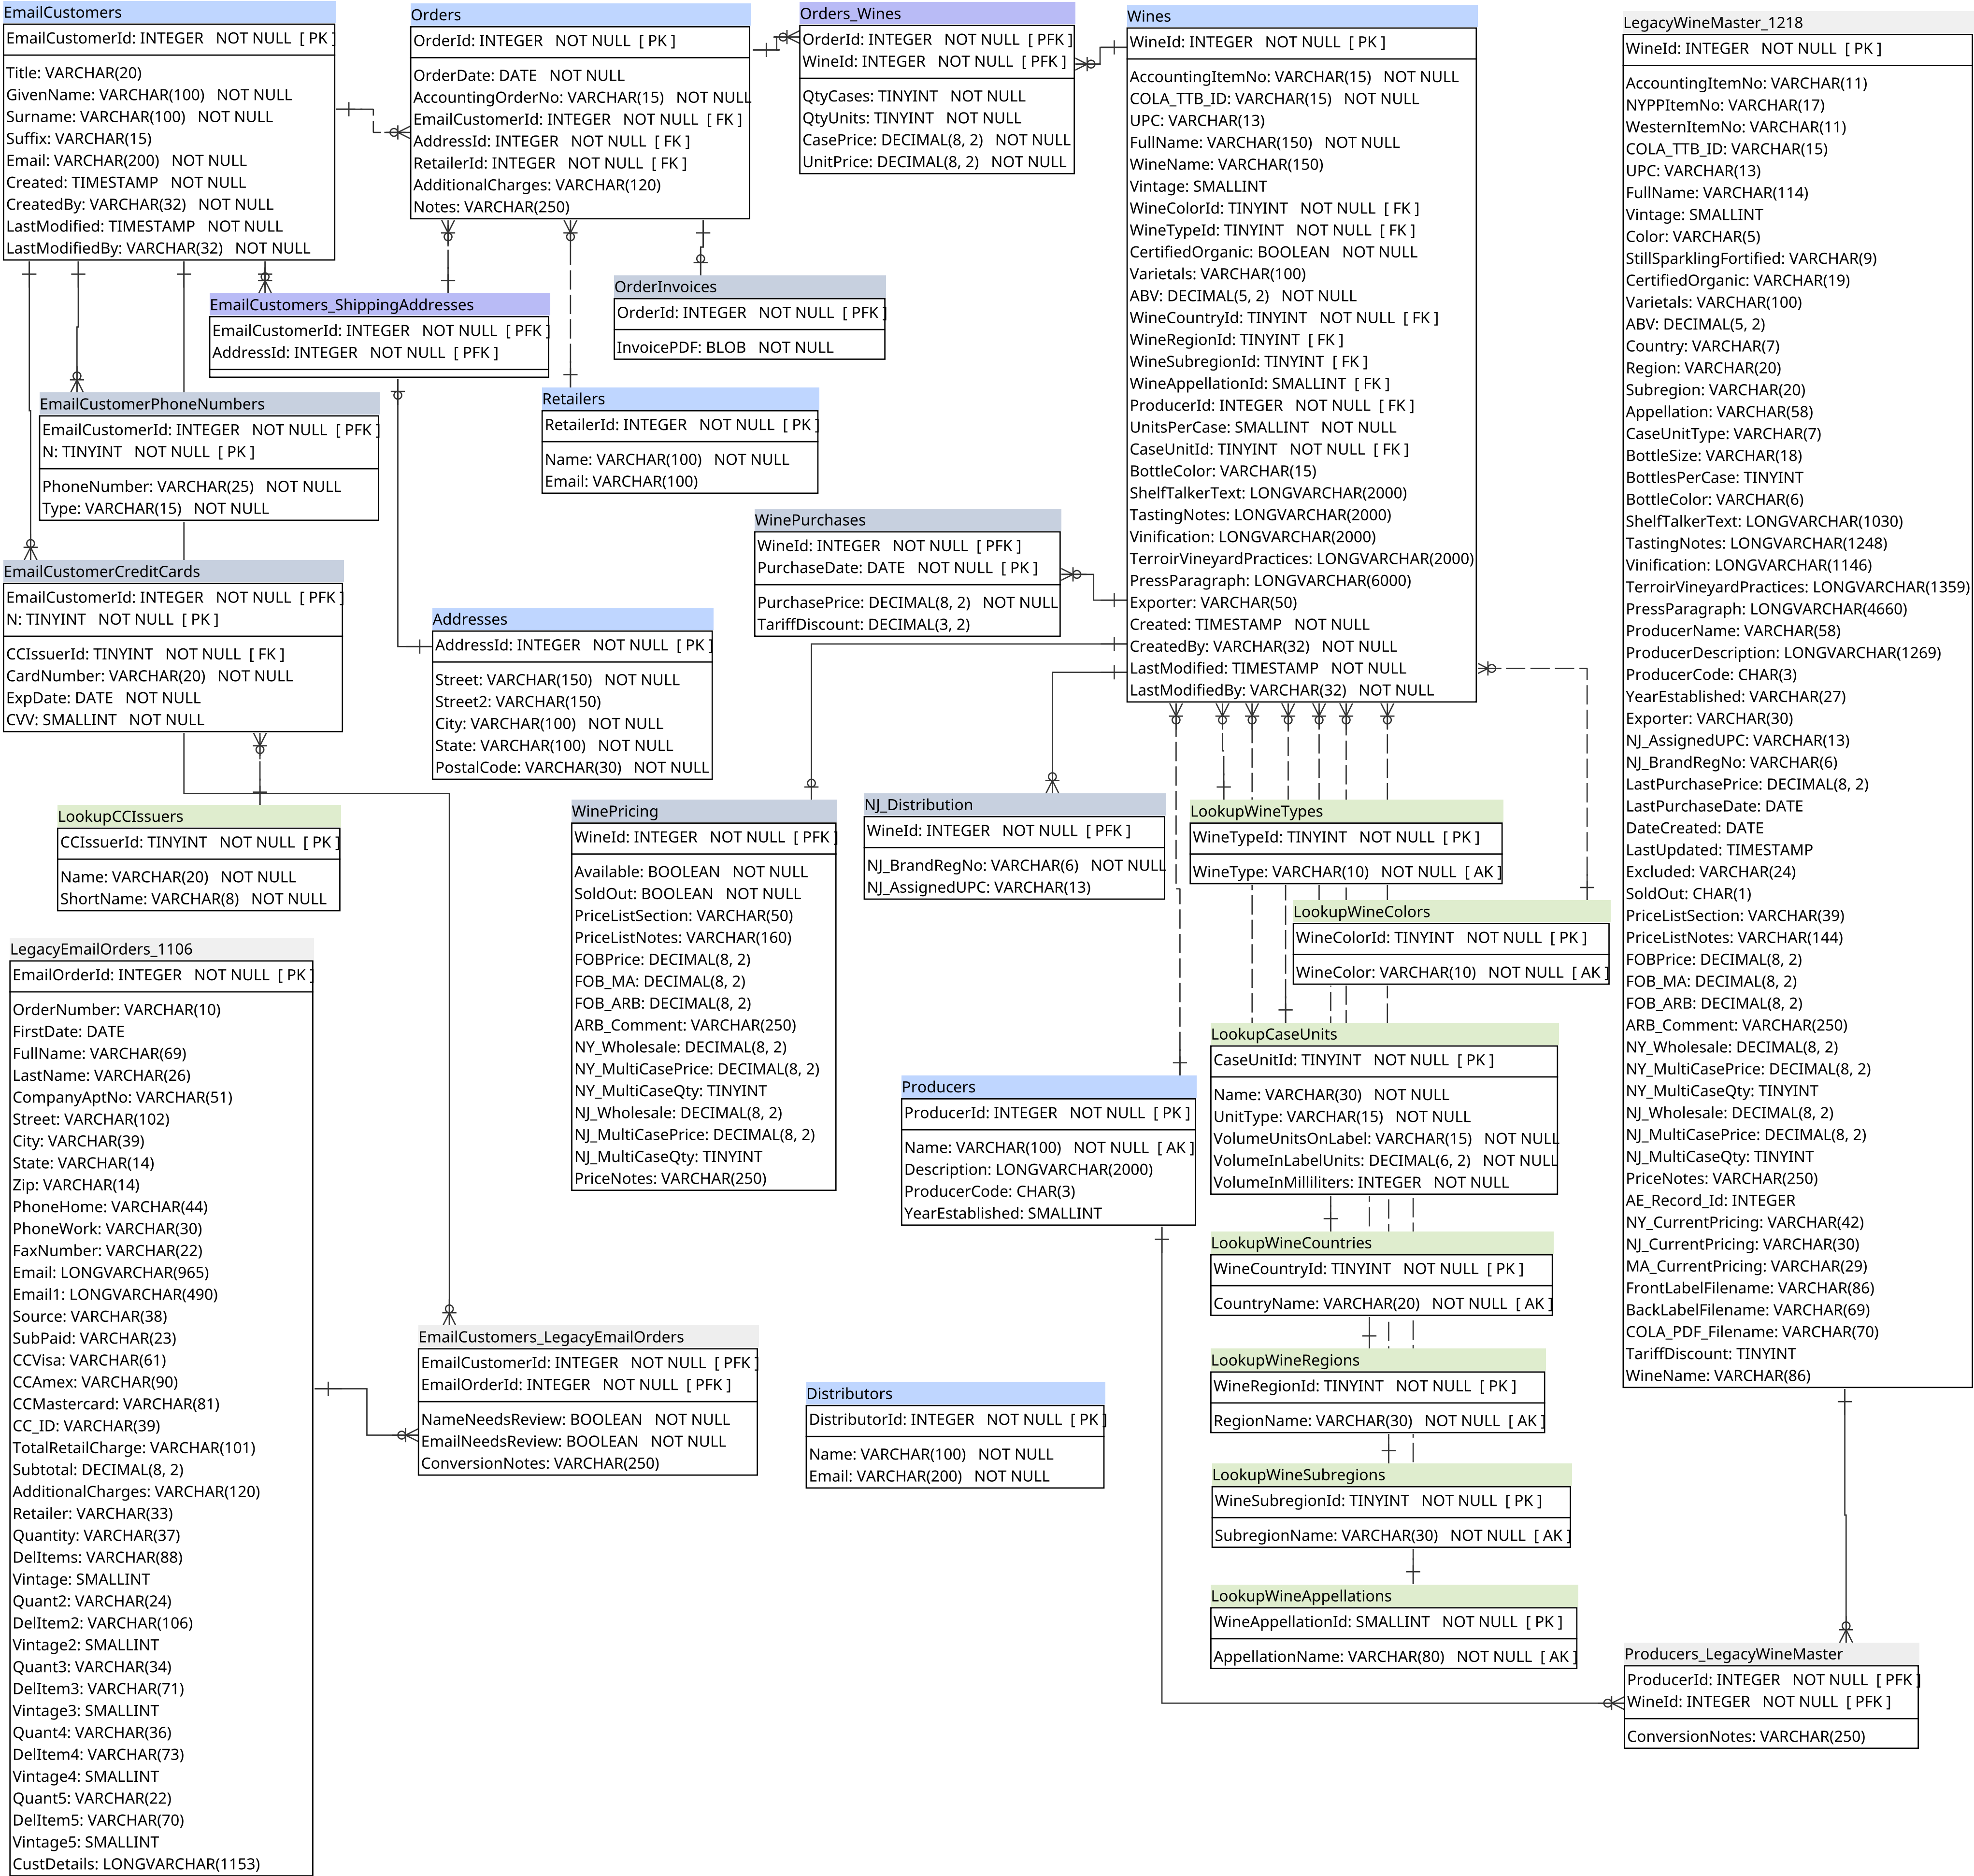 EmailCustomers
EmailCustomerId: INTEGER NOT NULL [ PK ]
Title: VARCHAR(20)
GivenName: VARCHAR(100) NOT NULL
Surname: VARCHAR(100) NOT NULL
Suffix: VARCHAR(15)
Email: VARCHAR(200) NOT NULL
Created: TIMESTAMP NOT NULL
CreatedBy: VARCHAR(32) NOT NULL
LastModified: TIMESTAMP NOT NULL
LastModifiedBy: VARCHAR(32) NOT NULL
Orders
OrderId: INTEGER NOT NULL [ PK ]
OrderDate: DATE NOT NULL
AccountingOrderNo: VARCHAR(15) NOT NULL
EmailCustomerId: INTEGER NOT NULL [ FK ]
AddressId: INTEGER NOT NULL [ FK ]
RetailerId: INTEGER NOT NULL [ FK ]
AdditionalCharges: VARCHAR(120)
Notes: VARCHAR(250)
Orders_Wines
OrderId: INTEGER NOT NULL [ PFK ]
WineId: INTEGER NOT NULL [ PFK ]
QtyCases: TINYINT NOT NULL
QtyUnits: TINYINT NOT NULL
CasePrice: DECIMAL(8, 2) NOT NULL
UnitPrice: DECIMAL(8, 2) NOT NULL
Wines
WineId: INTEGER NOT NULL [ PK ]
AccountingItemNo: VARCHAR(15) NOT NULL
COLA_TTB_ID: VARCHAR(15) NOT NULL
UPC: VARCHAR(13)
FullName: VARCHAR(150) NOT NULL
WineName: VARCHAR(150)
Vintage: SMALLINT
WineColorId: TINYINT NOT NULL [ FK ]
WineTypeId: TINYINT NOT NULL [ FK ]
CertifiedOrganic: BOOLEAN NOT NULL
Varietals: VARCHAR(100)
ABV: DECIMAL(5, 2) NOT NULL
WineCountryId: TINYINT NOT NULL [ FK ]
WineRegionId: TINYINT [ FK ]
WineSubregionId: TINYINT [ FK ]
WineAppellationId: SMALLINT [ FK ]
ProducerId: INTEGER NOT NULL [ FK ]
UnitsPerCase: SMALLINT NOT NULL
CaseUnitId: TINYINT NOT NULL [ FK ]
BottleColor: VARCHAR(15)
ShelfTalkerText: LONGVARCHAR(2000)
TastingNotes: LONGVARCHAR(2000)
Vinification: LONGVARCHAR(2000)
TerroirVineyardPractices: LONGVARCHAR(2000)
PressParagraph: LONGVARCHAR(6000)
Exporter: VARCHAR(50)
Created: TIMESTAMP NOT NULL
CreatedBy: VARCHAR(32) NOT NULL
LastModified: TIMESTAMP NOT NULL
LastModifiedBy: VARCHAR(32) NOT NULL
LegacyWineMaster_1218
WineId: INTEGER NOT NULL [ PK ]
AccountingItemNo: VARCHAR(11)
NYPPItemNo: VARCHAR(17)
WesternItemNo: VARCHAR(11)
COLA_TTB_ID: VARCHAR(15)
UPC: VARCHAR(13)
FullName: VARCHAR(114)
Vintage: SMALLINT
Color: VARCHAR(5)
StillSparklingFortified: VARCHAR(9)
CertifiedOrganic: VARCHAR(19)
Varietals: VARCHAR(100)
ABV: DECIMAL(5, 2)
Country: VARCHAR(7)
Region: VARCHAR(20)
Subregion: VARCHAR(20)
Appellation: VARCHAR(58)
CaseUnitType: VARCHAR(7)
BottleSize: VARCHAR(18)
BottlesPerCase: TINYINT
BottleColor: VARCHAR(6)
ShelfTalkerText: LONGVARCHAR(1030)
TastingNotes: LONGVARCHAR(1248)
Vinification: LONGVARCHAR(1146)
TerroirVineyardPractices: LONGVARCHAR(1359)
PressParagraph: LONGVARCHAR(4660)
ProducerName: VARCHAR(58)
ProducerDescription: LONGVARCHAR(1269)
ProducerCode: CHAR(3)
YearEstablished: VARCHAR(27)
Exporter: VARCHAR(30)
NJ_AssignedUPC: VARCHAR(13)
NJ_BrandRegNo: VARCHAR(6)
LastPurchasePrice: DECIMAL(8, 2)
LastPurchaseDate: DATE
DateCreated: DATE
LastUpdated: TIMESTAMP
Excluded: VARCHAR(24)
SoldOut: CHAR(1)
PriceListSection: VARCHAR(39)
PriceListNotes: VARCHAR(144)
FOBPrice: DECIMAL(8, 2)
FOB_MA: DECIMAL(8, 2)
FOB_ARB: DECIMAL(8, 2)
ARB_Comment: VARCHAR(250)
NY_Wholesale: DECIMAL(8, 2)
NY_MultiCasePrice: DECIMAL(8, 2)
NY_MultiCaseQty: TINYINT
NJ_Wholesale: DECIMAL(8, 2)
NJ_MultiCasePrice: DECIMAL(8, 2)
NJ_MultiCaseQty: TINYINT
PriceNotes: VARCHAR(250)
AE_Record_Id: INTEGER
NY_CurrentPricing: VARCHAR(42)
NJ_CurrentPricing: VARCHAR(30)
MA_CurrentPricing: VARCHAR(29)
FrontLabelFilename: VARCHAR(86)
BackLabelFilename: VARCHAR(69)
COLA_PDF_Filename: VARCHAR(70)
TariffDiscount: TINYINT
WineName: VARCHAR(86)
EmailCustomers_ShippingAddresses
EmailCustomerId: INTEGER NOT NULL [ PFK ]
AddressId: INTEGER NOT NULL [ PFK ]
OrderInvoices
OrderId: INTEGER NOT NULL [ PFK ]
InvoicePDF: BLOB NOT NULL
EmailCustomerPhoneNumbers
EmailCustomerId: INTEGER NOT NULL [ PFK ]
N: TINYINT NOT NULL [ PK ]
PhoneNumber: VARCHAR(25) NOT NULL
Type: VARCHAR(15) NOT NULL
Retailers
RetailerId: INTEGER NOT NULL [ PK ]
Name: VARCHAR(100) NOT NULL
Email: VARCHAR(100)
WinePurchases
WineId: INTEGER NOT NULL [ PFK ]
PurchaseDate: DATE NOT NULL [ PK ]
PurchasePrice: DECIMAL(8, 2) NOT NULL
TariffDiscount: DECIMAL(3, 2)
EmailCustomerCreditCards
EmailCustomerId: INTEGER NOT NULL [ PFK ]
N: TINYINT NOT NULL [ PK ]
CCIssuerId: TINYINT NOT NULL [ FK ]
CardNumber: VARCHAR(20) NOT NULL
ExpDate: DATE NOT NULL
CVV: SMALLINT NOT NULL
Addresses
AddressId: INTEGER NOT NULL [ PK ]
Street: VARCHAR(150) NOT NULL
Street2: VARCHAR(150)
City: VARCHAR(100) NOT NULL
State: VARCHAR(100) NOT NULL
PostalCode: VARCHAR(30) NOT NULL
LookupCCIssuers
CCIssuerId: TINYINT NOT NULL [ PK ]
Name: VARCHAR(20) NOT NULL
ShortName: VARCHAR(8) NOT NULL
WinePricing
WineId: INTEGER NOT NULL [ PFK ]
Available: BOOLEAN NOT NULL
SoldOut: BOOLEAN NOT NULL
PriceListSection: VARCHAR(50)
PriceListNotes: VARCHAR(160)
FOBPrice: DECIMAL(8, 2)
FOB_MA: DECIMAL(8, 2)
FOB_ARB: DECIMAL(8, 2)
ARB_Comment: VARCHAR(250)
NY_Wholesale: DECIMAL(8, 2)
NY_MultiCasePrice: DECIMAL(8, 2)
NY_MultiCaseQty: TINYINT
NJ_Wholesale: DECIMAL(8, 2)
NJ_MultiCasePrice: DECIMAL(8, 2)
NJ_MultiCaseQty: TINYINT
PriceNotes: VARCHAR(250)
NJ_Distribution
WineId: INTEGER NOT NULL [ PFK ]
NJ_BrandRegNo: VARCHAR(6) NOT NULL
NJ_AssignedUPC: VARCHAR(13)
LookupWineTypes
WineTypeId: TINYINT NOT NULL [ PK ]
WineType: VARCHAR(10) NOT NULL [ AK ]
LookupWineColors
WineColorId: TINYINT NOT NULL [ PK ]
WineColor: VARCHAR(10) NOT NULL [ AK ]
LegacyEmailOrders_1106
EmailOrderId: INTEGER NOT NULL [ PK ]
OrderNumber: VARCHAR(10)
FirstDate: DATE
FullName: VARCHAR(69)
LastName: VARCHAR(26)
CompanyAptNo: VARCHAR(51)
Street: VARCHAR(102)
City: VARCHAR(39)
State: VARCHAR(14)
Zip: VARCHAR(14)
PhoneHome: VARCHAR(44)
PhoneWork: VARCHAR(30)
FaxNumber: VARCHAR(22)
Email: LONGVARCHAR(965)
Email1: LONGVARCHAR(490)
Source: VARCHAR(38)
SubPaid: VARCHAR(23)
CCVisa: VARCHAR(61)
CCAmex: VARCHAR(90)
CCMastercard: VARCHAR(81)
CC_ID: VARCHAR(39)
TotalRetailCharge: VARCHAR(101)
Subtotal: DECIMAL(8, 2)
AdditionalCharges: VARCHAR(120)
Retailer: VARCHAR(33)
Quantity: VARCHAR(37)
DelItems: VARCHAR(88)
Vintage: SMALLINT
Quant2: VARCHAR(24)
DelItem2: VARCHAR(106)
Vintage2: SMALLINT
Quant3: VARCHAR(34)
DelItem3: VARCHAR(71)
Vintage3: SMALLINT
Quant4: VARCHAR(36)
DelItem4: VARCHAR(73)
Vintage4: SMALLINT
Quant5: VARCHAR(22)
DelItem5: VARCHAR(70)
Vintage5: SMALLINT
CustDetails: LONGVARCHAR(1153)
LookupCaseUnits
CaseUnitId: TINYINT NOT NULL [ PK ]
Name: VARCHAR(30) NOT NULL
UnitType: VARCHAR(15) NOT NULL
VolumeUnitsOnLabel: VARCHAR(15) NOT NULL
VolumeInLabelUnits: DECIMAL(6, 2) NOT NULL
VolumeInMilliliters: INTEGER NOT NULL
Producers
ProducerId: INTEGER NOT NULL [ PK ]
Name: VARCHAR(100) NOT NULL [ AK ]
Description: LONGVARCHAR(2000)
ProducerCode: CHAR(3)
YearEstablished: SMALLINT
LookupWineCountries
WineCountryId: TINYINT NOT NULL [ PK ]
CountryName: VARCHAR(20) NOT NULL [ AK ]
EmailCustomers_LegacyEmailOrders
EmailCustomerId: INTEGER NOT NULL [ PFK ]
EmailOrderId: INTEGER NOT NULL [ PFK ]
NameNeedsReview: BOOLEAN NOT NULL
EmailNeedsReview: BOOLEAN NOT NULL
ConversionNotes: VARCHAR(250)
Distributors
DistributorId: INTEGER NOT NULL [ PK ]
Name: VARCHAR(100) NOT NULL
Email: VARCHAR(200) NOT NULL
LookupWineRegions
WineRegionId: TINYINT NOT NULL [ PK ]
RegionName: VARCHAR(30) NOT NULL [ AK ]
LookupWineSubregions
WineSubregionId: TINYINT NOT NULL [ PK ]
SubregionName: VARCHAR(30) NOT NULL [ AK ]
LookupWineAppellations
WineAppellationId: SMALLINT NOT NULL [ PK ]
AppellationName: VARCHAR(80) NOT NULL [ AK ]
Producers_LegacyWineMaster
ProducerId: INTEGER NOT NULL [ PFK ]
WineId: INTEGER NOT NULL [ PFK ]
ConversionNotes: VARCHAR(250)